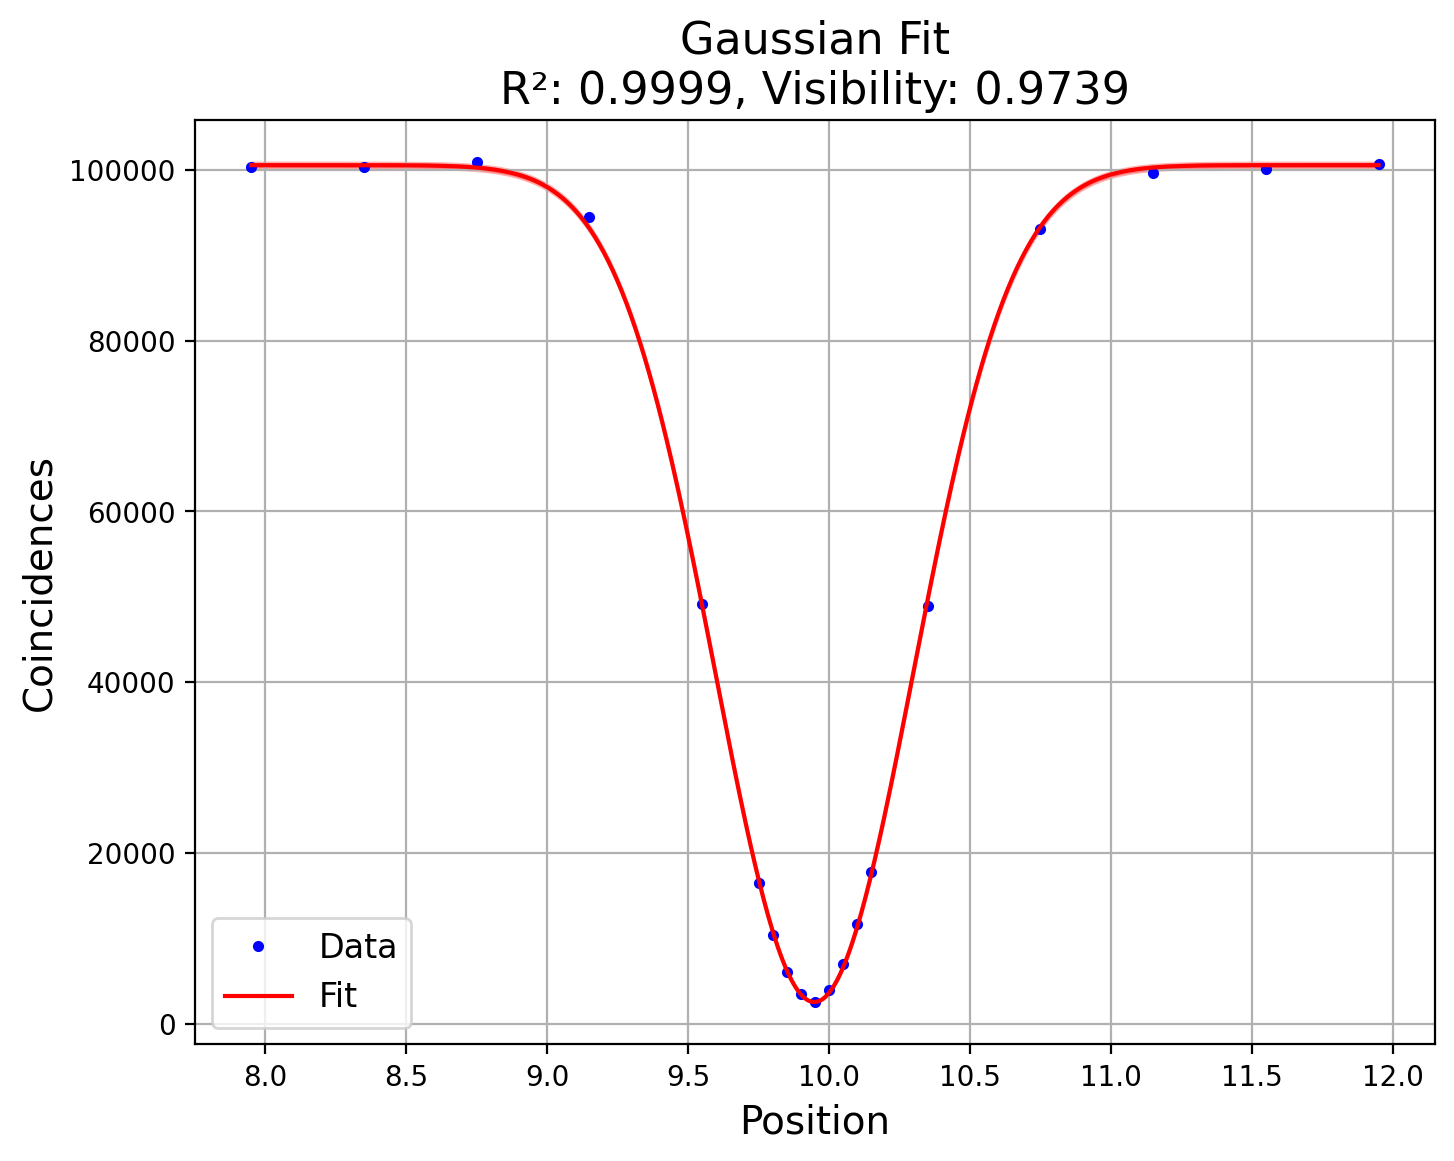 Gaussian Fit
R²: 0.9999, Visibility: 0.9739
100000
80000
60000
40000
20000
0
Coincidences
Data
Fit
8.0 8.5 9.0 9.5 10.0 10.5 11.0 11.5 12.0
Position